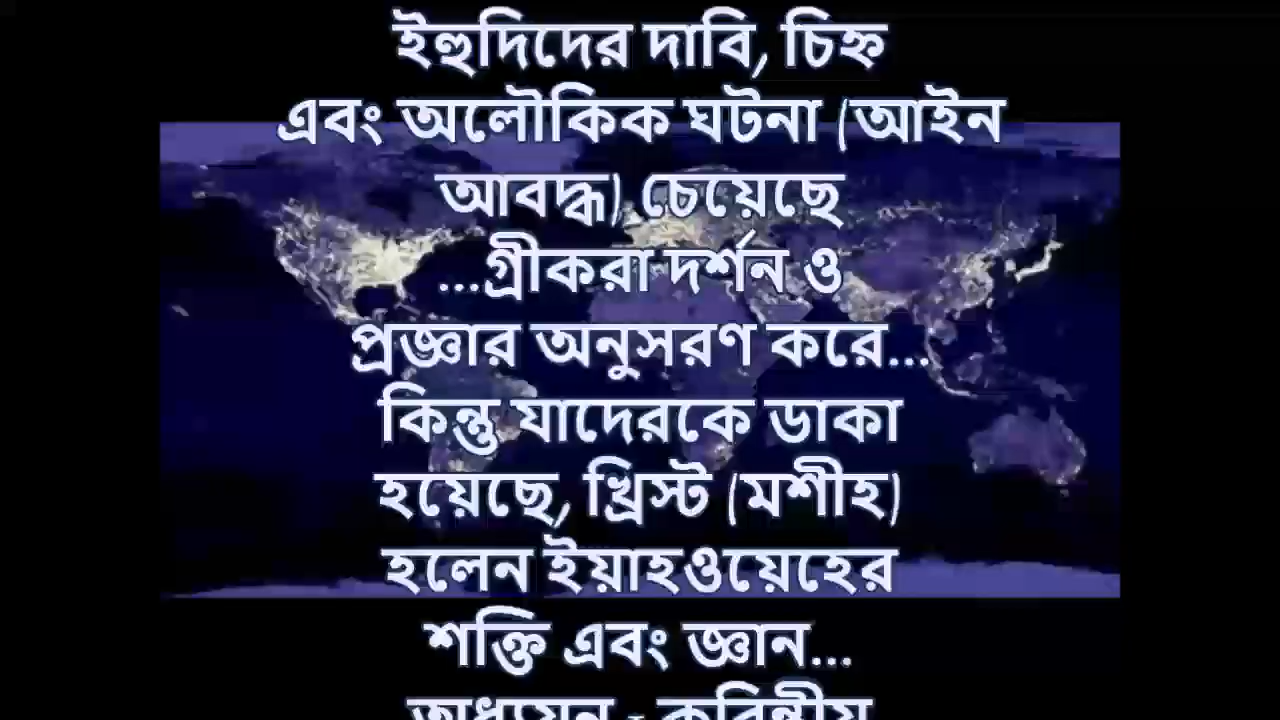 ইহুদিদের দাবি, চিহ্ন
এবং অলৌকিক ঘটনা (আইন
আবদ্ধ) চেয়েছে
...গ্রীকরা দর্শন ও
প্রজ্ঞার অনুসরণ করে...
কিন্তু যাদেরকে ডাকা
হয়েছে, খ্রিস্ট (মশীহ)
হলেন ইয়াহওয়েহের
শক্তি এবং জ্ঞান...